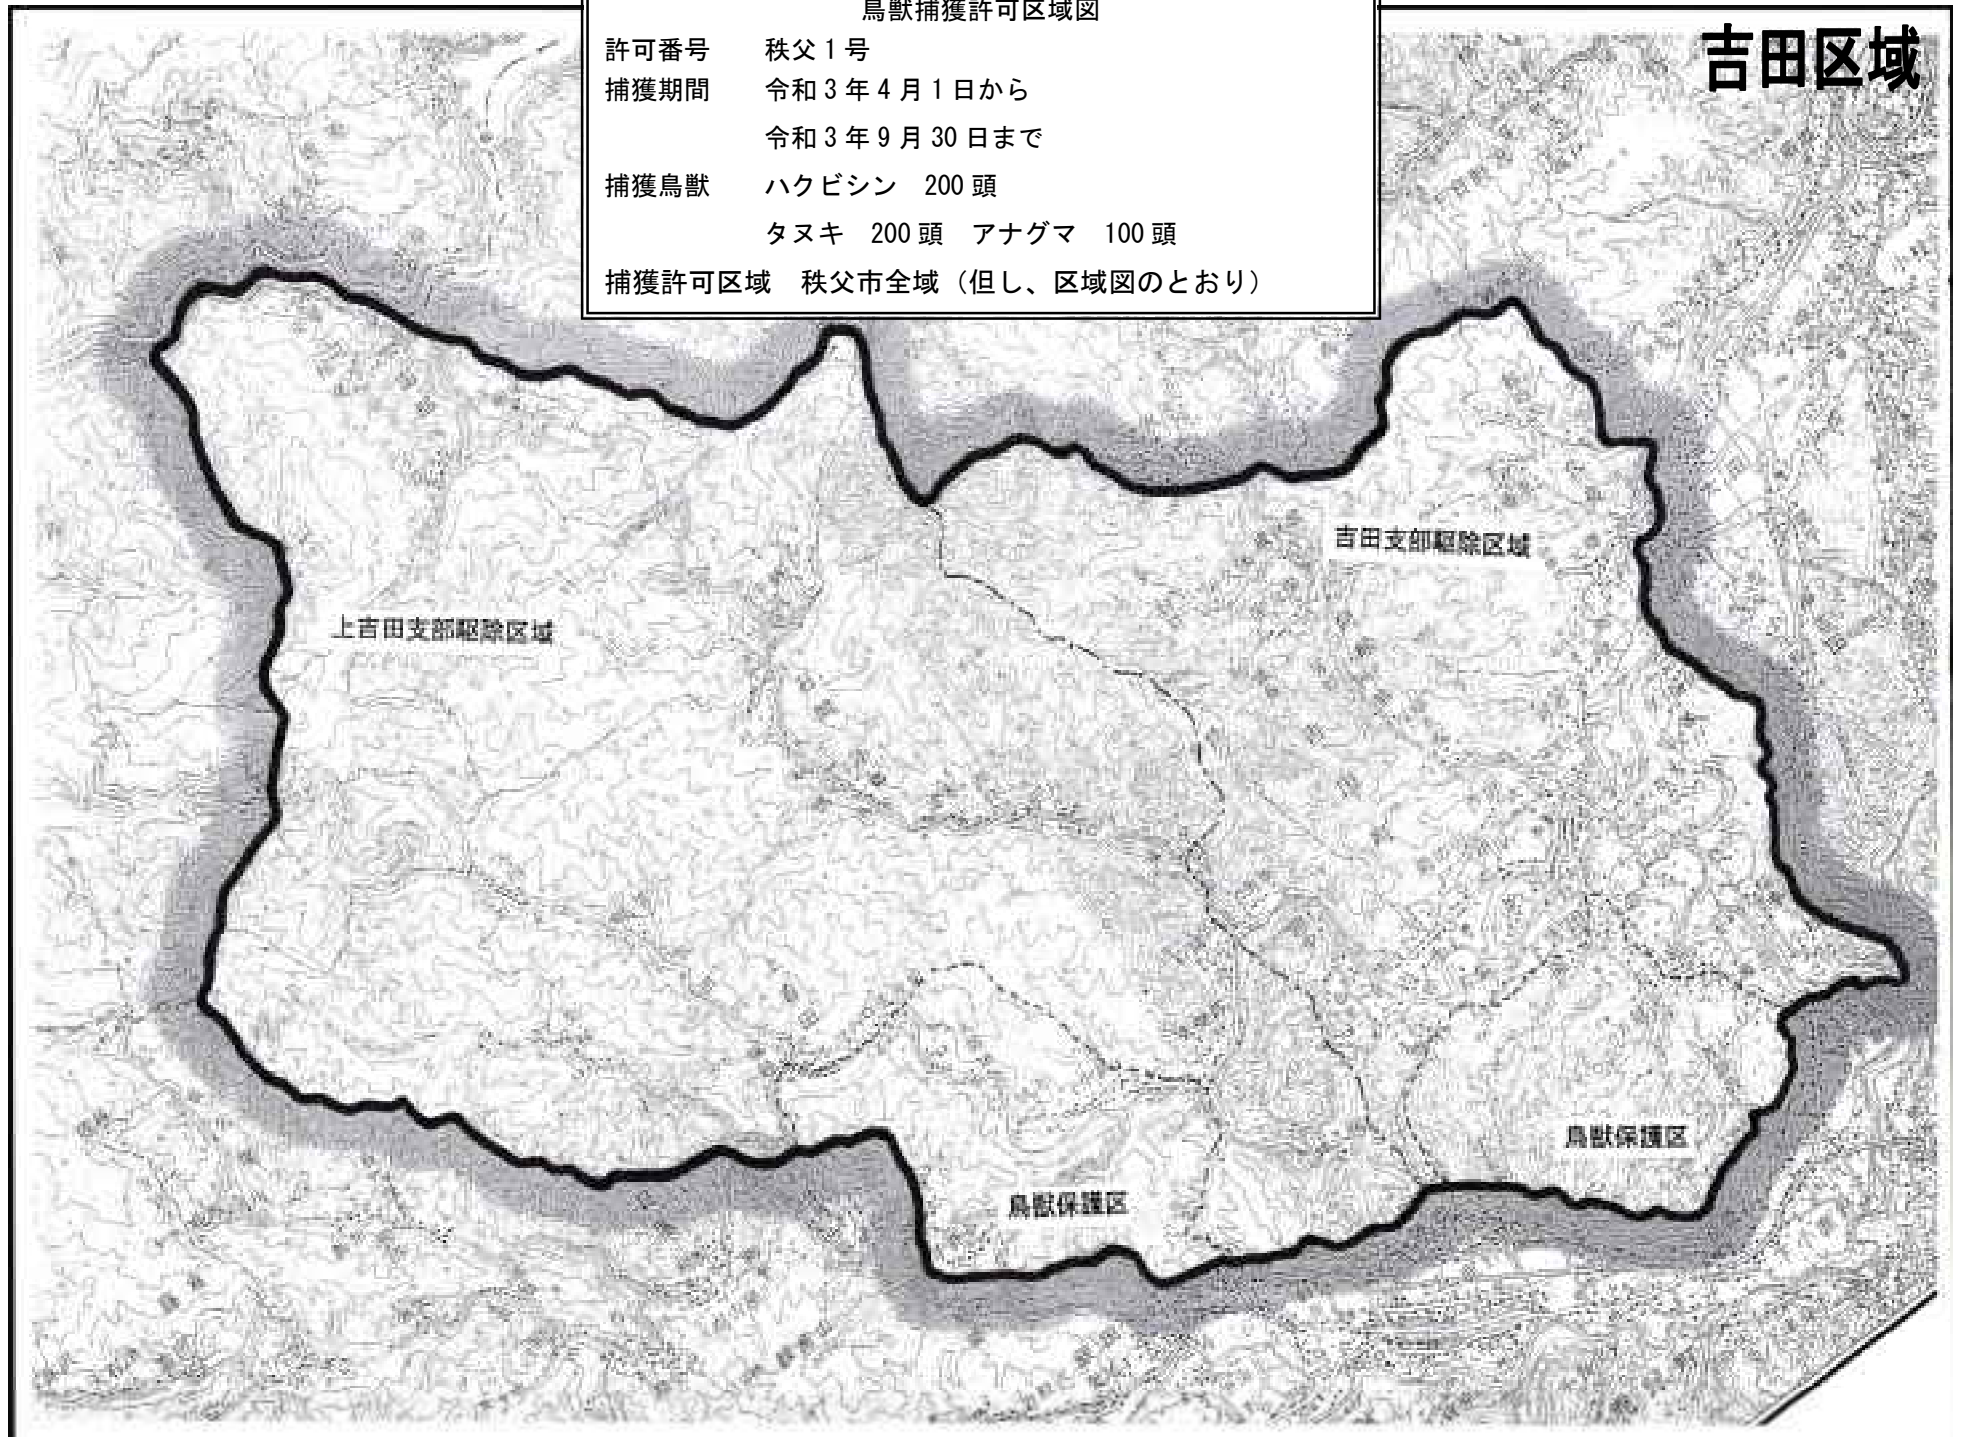 鳥獣捕獲許可区域図
許可番号　秩父1号
捕獲期間　令和3年4月1日から
令和3年9月30日まで
捕獲鳥獣　ハクビシン　200頭
タヌキ　200頭　アナグマ　100頭
捕獲許可区域　秩父市全域（但し、区域図のとおり）
吉田区域
吉田支部駆除区域
上吉田支部駆除区域
鳥獣保護区
鳥獣保護区